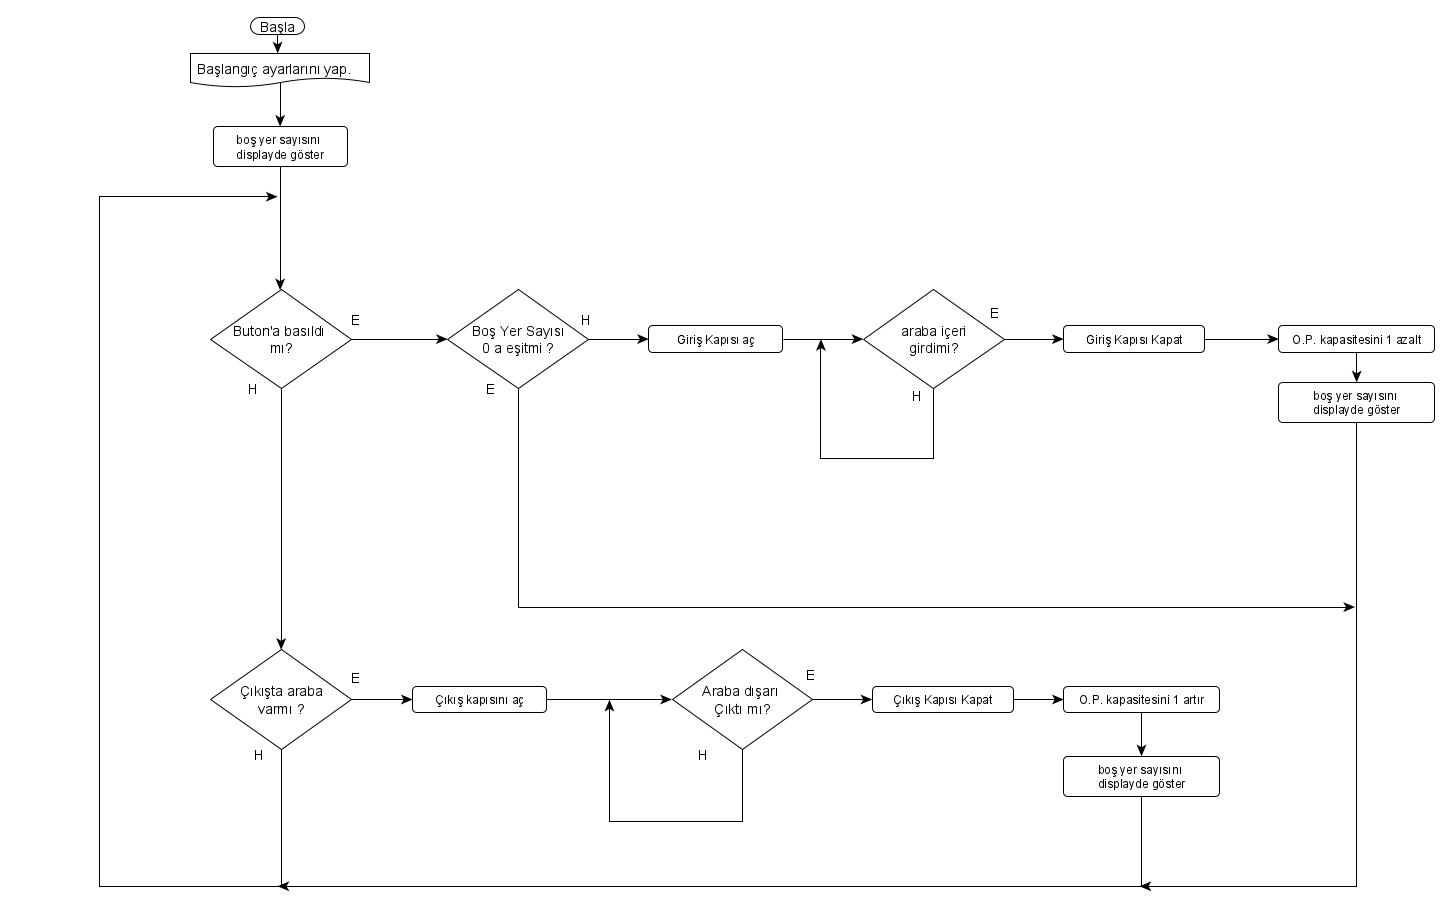 Başla
Başlangıç ayarlarını yap.
boş yer sayısını
displayde göster
Buton'a basıldı
mı?
E
H
Boş Yer Sayısı
0 a eşitmi ?
H
E
Giriş Kapısı aç
araba içeri
girdimi?
E
H
Giriş Kapısı Kapat
O.P. kapasitesini 1 azalt
boş yer sayısını
displayde göster
Çıkışta araba
varmı ?
E
H
Çıkış kapısını aç
Araba dışarı
Çıktı mı?
E
H
Çıkış Kapısı Kapat
O.P. kapasitesini 1 artır
boş yer sayısını
displayde göster